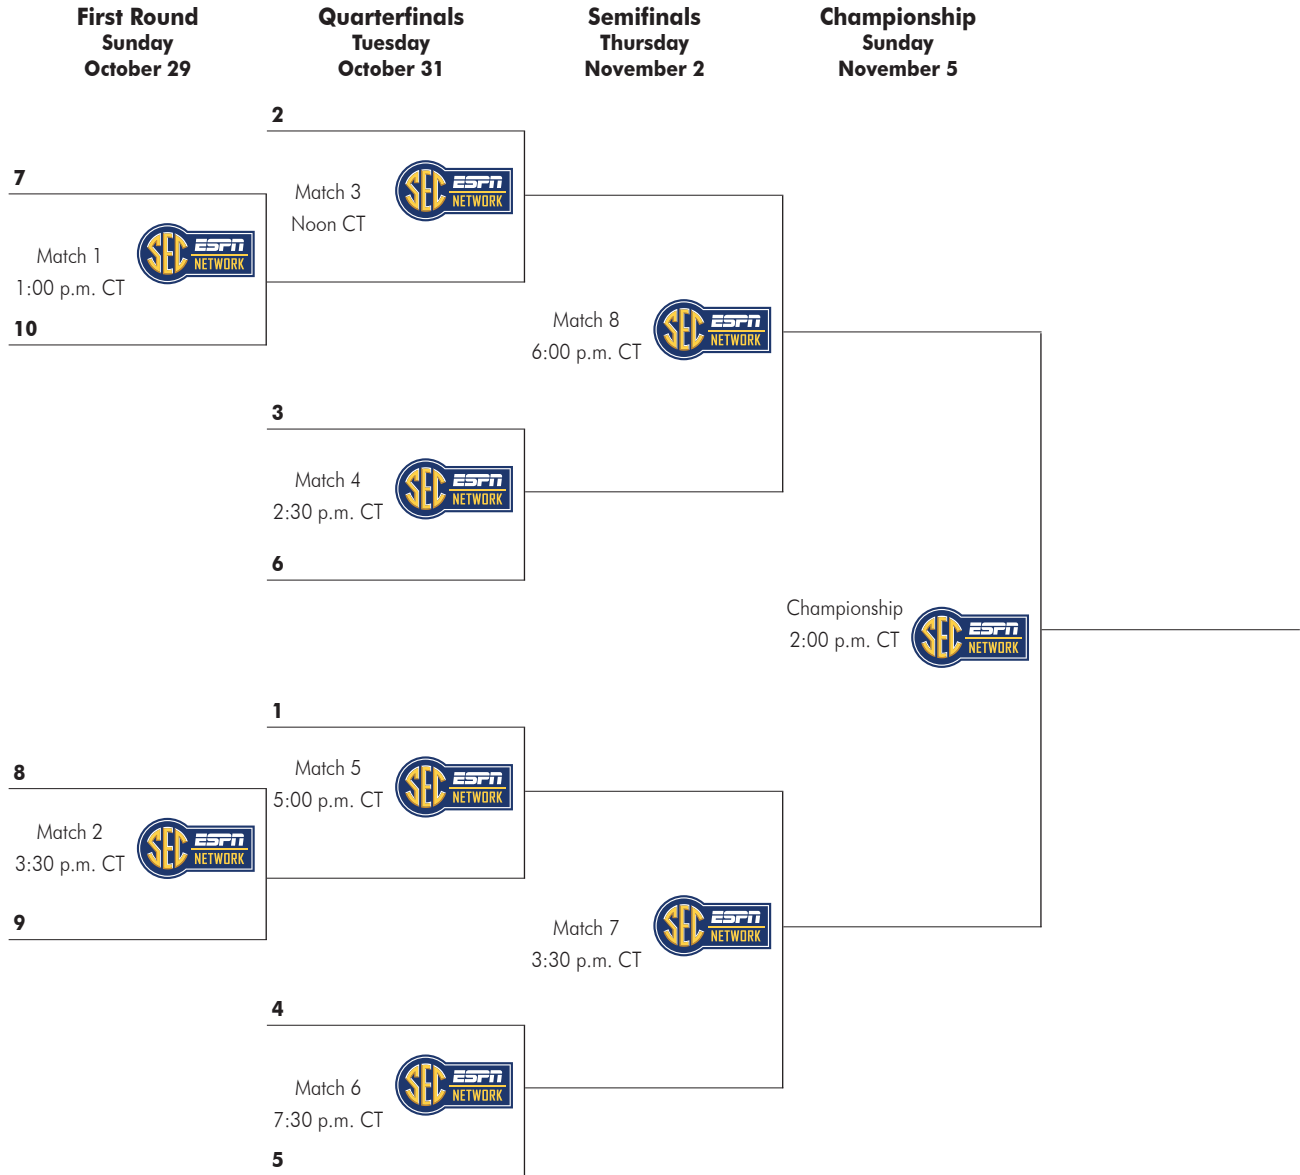 First Round
Sunday
October 29
Quarterfinals
Tuesday
October 31
Semifinals
Thursday
November 2
Championship
Sunday
November 5
2
Match 3
Noon CT
SEC ESPN
NETWORK
7
Match 1
1:00 p.m. CT
SEC ESPN
NETWORK
10
Match 8
6:00 p.m. CT
SEC ESPN
NETWORK
3
Match 4
2:30 p.m. CT
SEC ESPN
NETWORK
6
Championship
2:00 p.m. CT
SEC ESPN
NETWORK
1
Match 5
5:00 p.m. CT
SEC ESPN
NETWORK
8
Match 2
3:30 p.m. CT
SEC ESPN
NETWORK
9
Match 7
3:30 p.m. CT
SEC ESPN
NETWORK
4
Match 6
7:30 p.m. CT
SEC ESPN
NETWORK
5